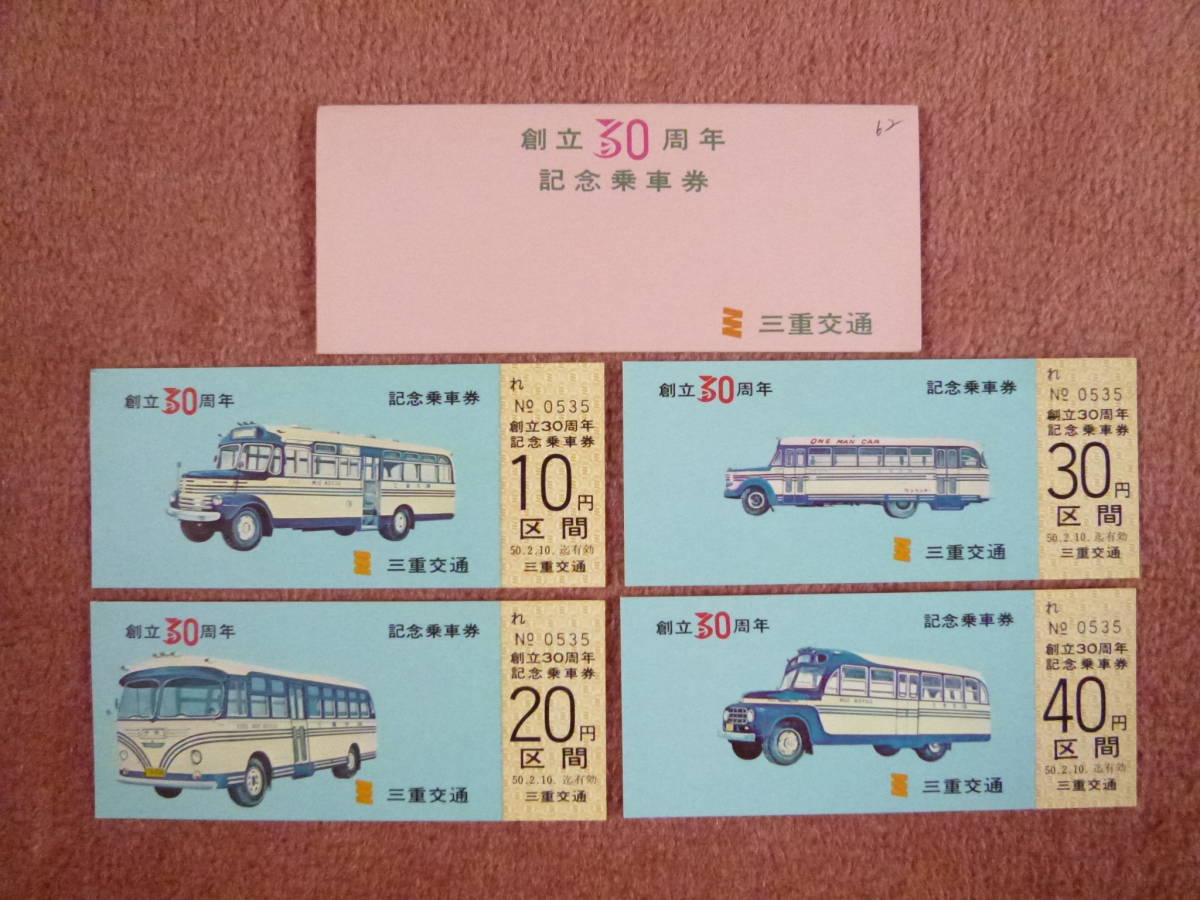 創立30周年
記念乗車券
62
三重交通
創立30周年 記念乗車券
三重交通
れ
№ 0535
創立30周年
記念乗車券
10円
区間
50.2.10. 迄有効
三重交通
創立30周年 記念乗車券
ONE MAN CAR
三重交通
れ
№ 0535
創立30周年
記念乗車券
30円
区間
50.2.10. 迄有効
三重交通
創立30周年 記念乗車券
三重交通
れ
№ 0535
創立30周年
記念乗車券
20円
区間
50.2.10. 迄有効
三重交通
創立30周年 記念乗車券
三重交通
れ
№ 0535
創立30周年
記念乗車券
40円
区間
50.2.10. 迄有効
三重交通